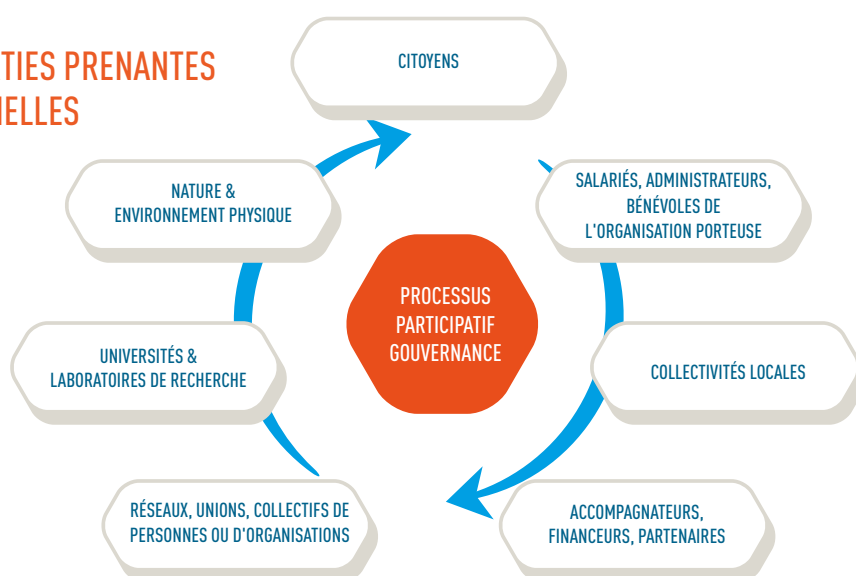 TIES PRENANTES
IELLES
CITOYENS
SALARIÉS, ADMINISTRATEURS,
BÉNÉVOLES DE
L'ORGANISATION PORTEUSE
COLLECTIVITÉS LOCALES
ACCOMPAGNATEURS,
FINANCEURS, PARTENAIRES
RÉSEAUX, UNIONS, COLLECTIFS DE
PERSONNES OU D'ORGANISATIONS
UNIVERSITÉS &
LABORATOIRES DE RECHERCHE
NATURE &
ENVIRONNEMENT PHYSIQUE
PROCESSUS
PARTICIPATIF
GOUVERNANCE